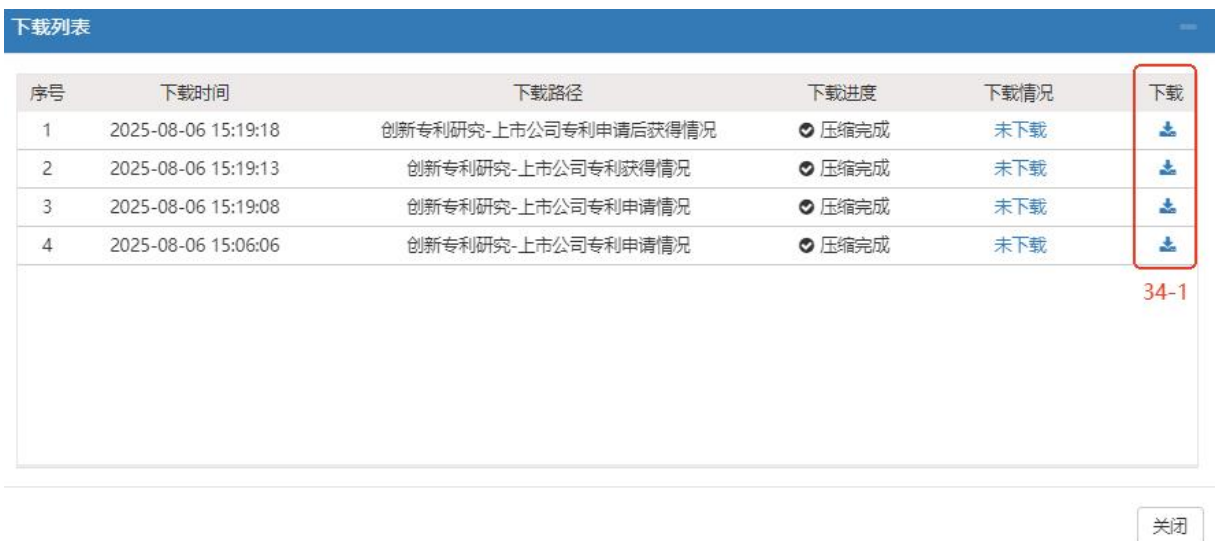 下载列表
序号 下载时间 下载路径 下载进度 下载情况 下载
1 2025-08-06 15:19:18 创新专利研究-上市公司专利申请后获得情况 压缩完成 未下载
2 2025-08-06 15:19:13 创新专利研究-上市公司专利获得情况 压缩完成 未下载
3 2025-08-06 15:19:08 创新专利研究-上市公司专利申请情况 压缩完成 未下载
4 2025-08-06 15:06:06 创新专利研究-上市公司专利申请情况 压缩完成 未下载
34-1
关闭